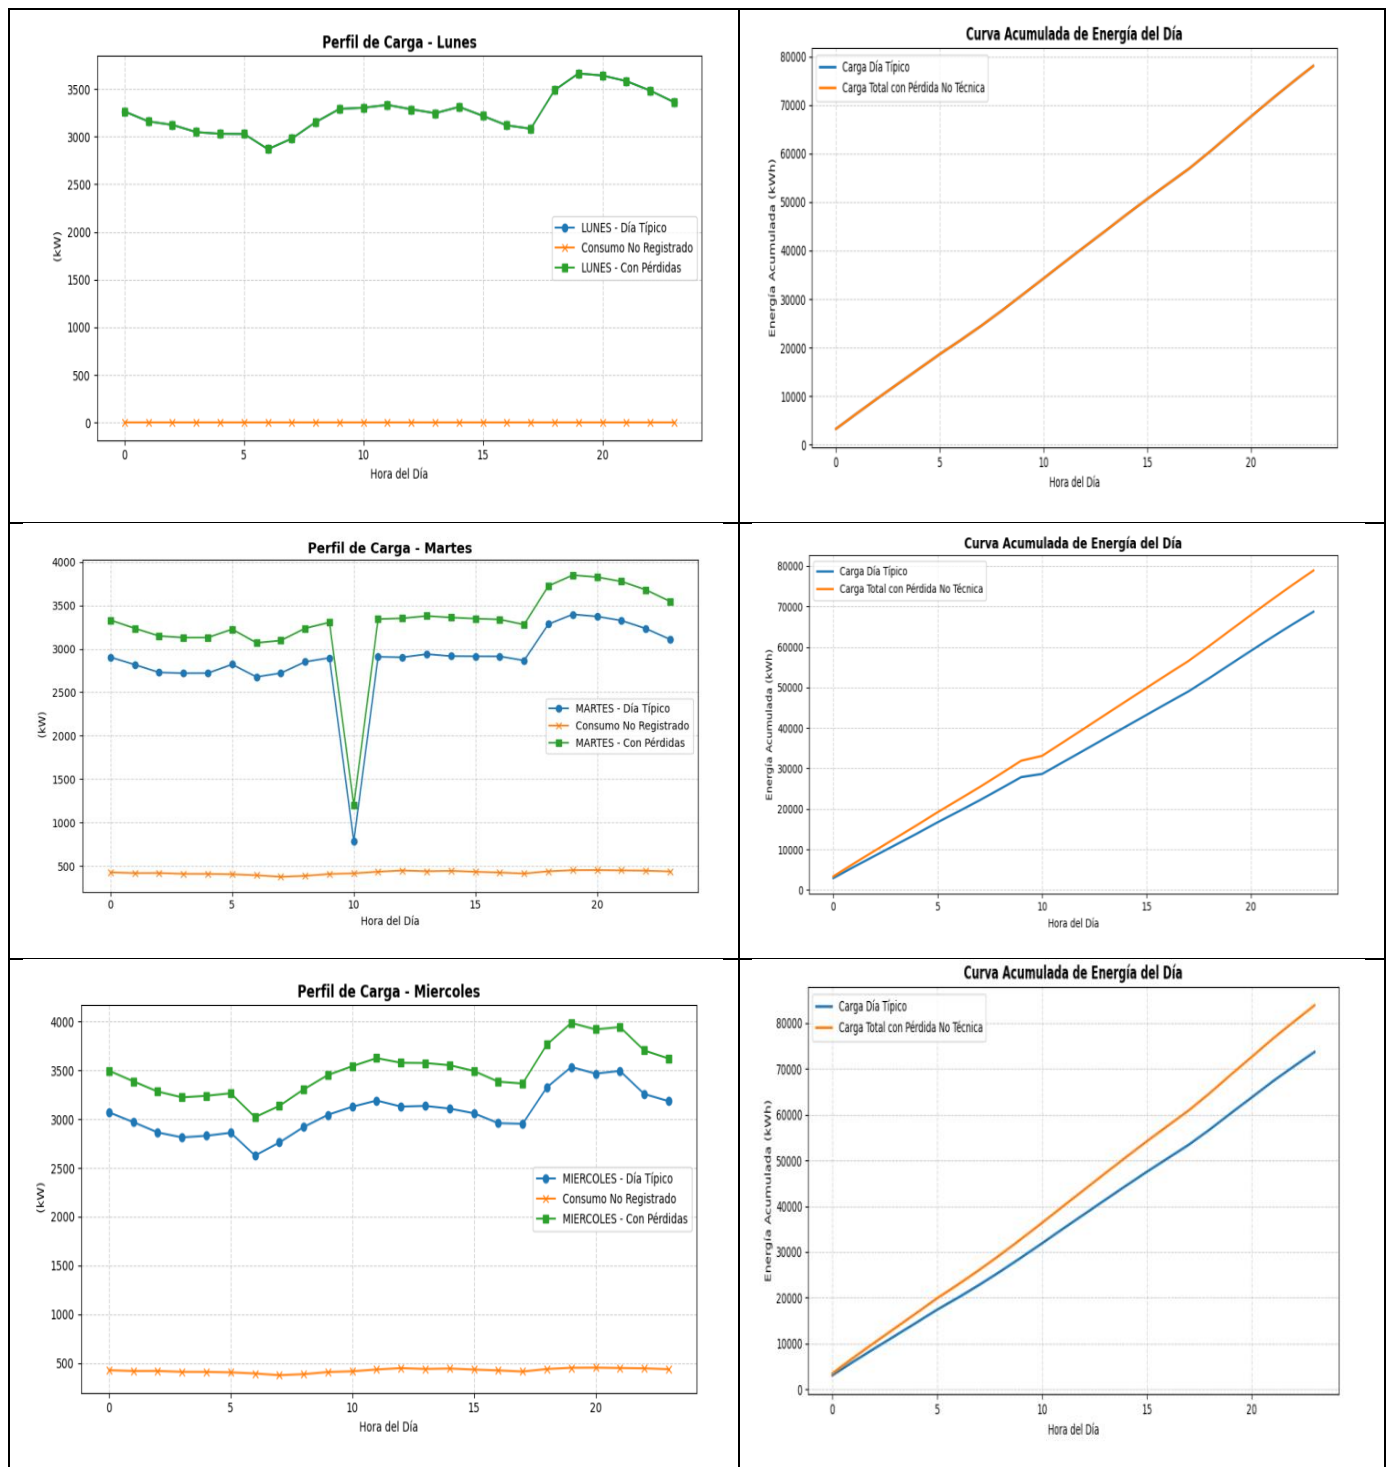 Perfil de Carga - Lunes
3500
3000
2500
2000
1500
1000
500
0
(kW)
LUNES - Día Típico
Consumo No Registrado
LUNES - Con Pérdidas
0 5 10 15 20
Hora del Día
Curva Acumulada de Energía del Día
80000
70000
60000
50000
40000
30000
20000
10000
0
Energía Acumulada (kWh)
Carga Día Típico
Carga Total con Pérdida No Técnica
0 5 10 15 20
Hora del Día
Perfil de Carga - Martes
4000
3500
3000
2500
2000
1500
1000
500
(kW)
MARTES - Día Típico
Consumo No Registrado
MARTES - Con Pérdidas
0 5 10 15 20
Hora del Día
Curva Acumulada de Energía del Día
80000
70000
60000
50000
40000
30000
20000
10000
0
Energía Acumulada (kWh)
Carga Día Típico
Carga Total con Pérdida No Técnica
0 5 10 15 20
Hora del Día
Perfil de Carga - Miercoles
4000
3500
3000
2500
2000
1500
1000
500
(kW)
MIERCOLES - Día Típico
Consumo No Registrado
MIERCOLES - Con Pérdidas
0 5 10 15 20
Hora del Día
Curva Acumulada de Energía del Día
80000
70000
60000
50000
40000
30000
20000
10000
0
Energía Acumulada (kWh)
Carga Día Típico
Carga Total con Pérdida No Técnica
0 5 10 15 20
Hora del Día